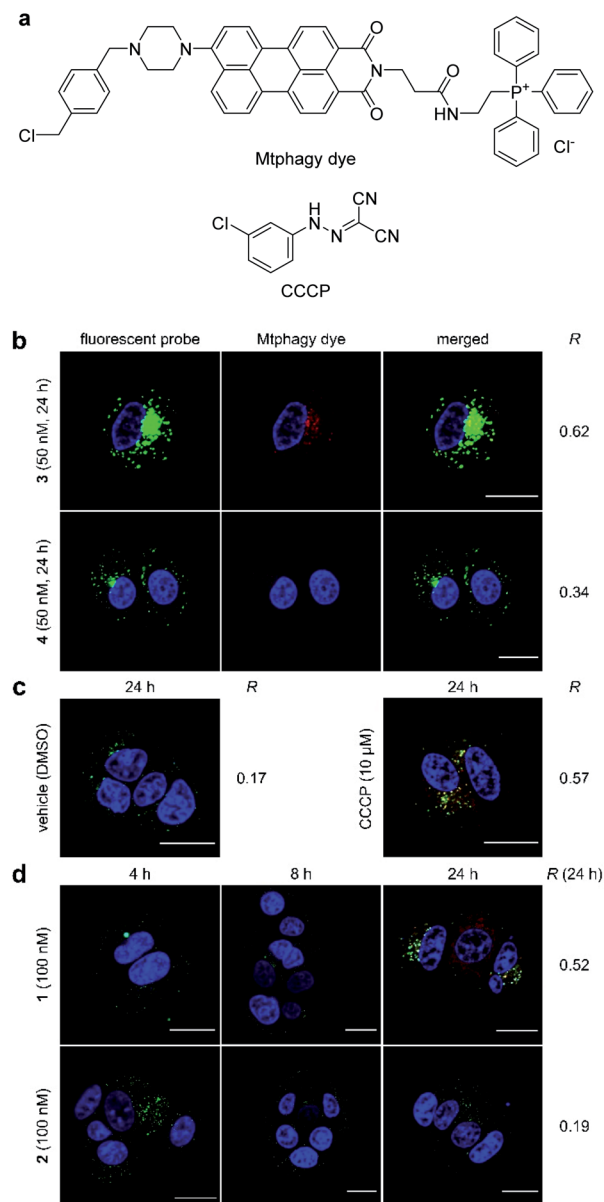 a
N
N
O
N
O
O
HN
P+
Cl
Cl-
Mtphagy dye
Cl
H
N
N
CN
CN
CCCP
b
fluorescent probe Mtphagy dye merged R
3 (50 nM, 24 h)
0.62
4 (50 nM, 24 h)
0.34
c
24 h R 24 h R
vehicle (DMSO)
0.17
CCCP (10 µM)
0.57
d
4 h 8 h 24 h R (24 h)
1 (100 nM)
0.52
2 (100 nM)
0.19